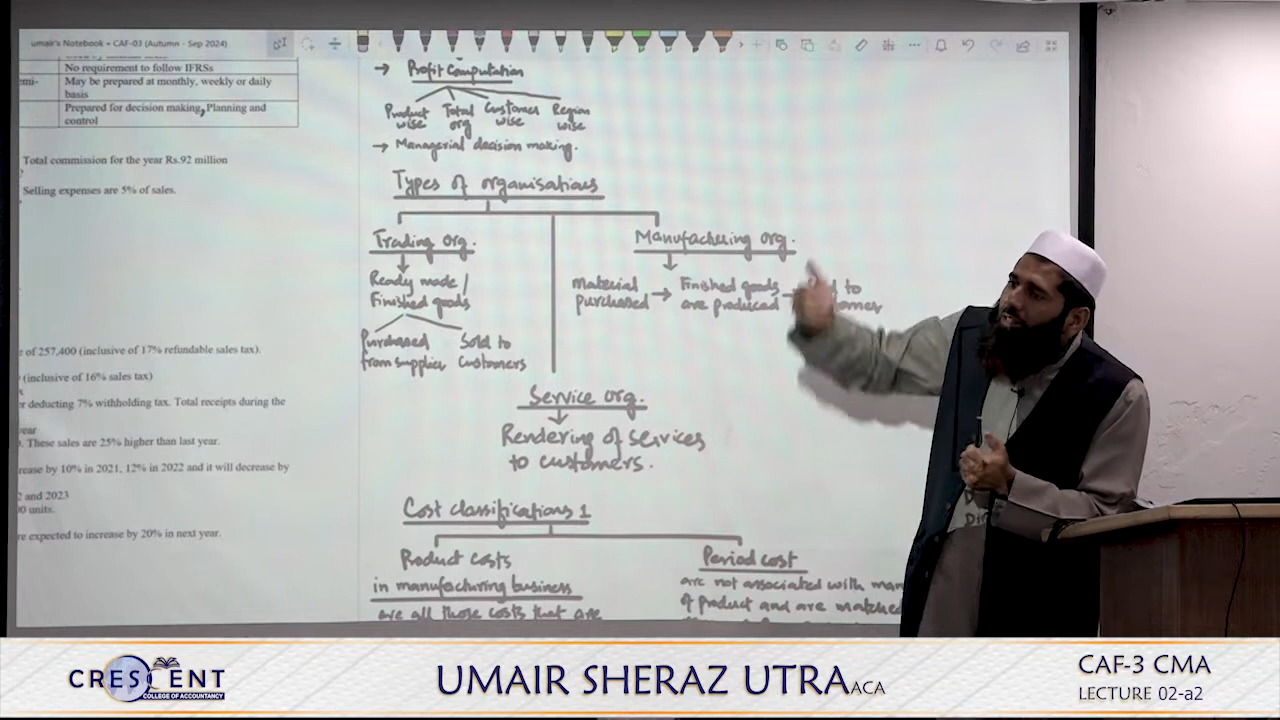 umair's Notebook • CAF-03 (Autumn - Sep 2024)
No requirement to follow IFRSs
May be prepared at monthly, weekly or daily
basis
Prepared for decision making, Planning and
control
Total commission for the year Rs.92 million
Selling expenses are 5% of sales.
of 257,400 (inclusive of 17% refundable sales tax).
(inclusive of 16% sales tax)
deducting 7% withholding tax. Total receipts during the
These sales are 25% higher than last year.
by 10% in 2021, 12% in 2022 and it will decrease by
and 2023
units.
expected to increase by 20% in next year.
→ Profit Computation
Product wise
Total org
Customer wise
Region wise
→ Managerial decision making.
Types of organisations
Trading org.
Ready made /
Finished goods
Purchased
from supplier
Sold to
customers
Manufacturing org.
Material
purchased
→ Finished goods
are produced
→
to
Service org.
Rendering of services
to customers.
Cost classifications 1
Product costs
in manufacturing business
are all those costs that are
Period cost
are not associated with
of product and are matched
CRESCENT
COLLEGE OF ACCOUNTANCY
UMAIR SHERAZ UTRA ACA
CAF-3 CMA
LECTURE 02-a2